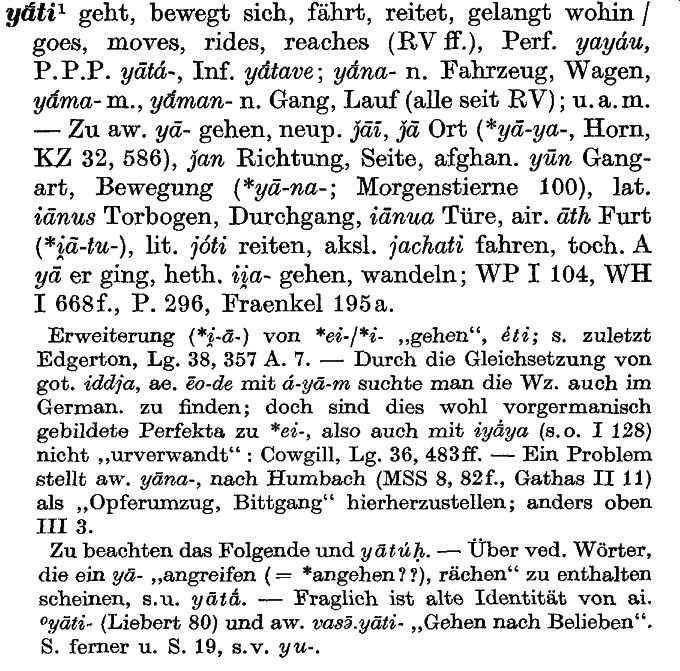 yā́ti¹ geht, bewegt sich, fährt, reitet, gelangt wohin /
goes, moves, rides, reaches (RV ff.), Perf. yayáu,
P.P.P. yātá-, Inf. yā́tave; yā́na- n. Fahrzeug, Wagen,
yā́ma- m., yā́man- n. Gang, Lauf (alle seit RV); u. a. m.
— Zu aw. yā- gehen, neup. ǰāī, ǰā Ort (*yā-ya-, Horn,
KZ 32, 586), ǰan Richtung, Seite, afghan. yūn Gang-
art, Bewegung (*yā-na-; Morgenstierne 100), lat.
iānus Torbogen, Durchgang, iānua Türe, air. āth Furt
(*i̯ā-tu-), lit. jóti reiten, aksl. jachati fahren, toch. A
yā er ging, heth. ii̯a- gehen, wandeln; WP I 104, WH
I 668f., P. 296, Fraenkel 195a.
Erweiterung (*i̯-ā-) von *ei-/*i- „gehen“, éti; s. zuletzt
Edgerton, Lg. 38, 357 A. 7. — Durch die Gleichsetzung von
got. iddja, ae. ēo-de mit á-yā-m suchte man die Wz. auch im
German. zu finden; doch sind dies wohl vorgermanisch
gebildete Perfekta zu *ei-, also auch mit iyā́ya (s. o. I 128)
nicht „urverwandt“: Cowgill, Lg. 36, 483ff. — Ein Problem
stellt aw. yāna-, nach Humbach (MSS 8, 82f., Gathas II 11)
als „Opferumzug, Bittgang“ hierherzustellen; anders oben
III 3.
Zu beachten das Folgende und yātúḥ. — Über ved. Wörter,
die ein yā- „angreifen (= *angehen??), rächen“ zu enthalten
scheinen, s.u. yātā́. — Fraglich ist alte Identität von ai.
°yāti- (Liebert 80) und aw. vasə̄.yāti- „Gehen nach Belieben“.
S. ferner u. S. 19, s.v. yu-.